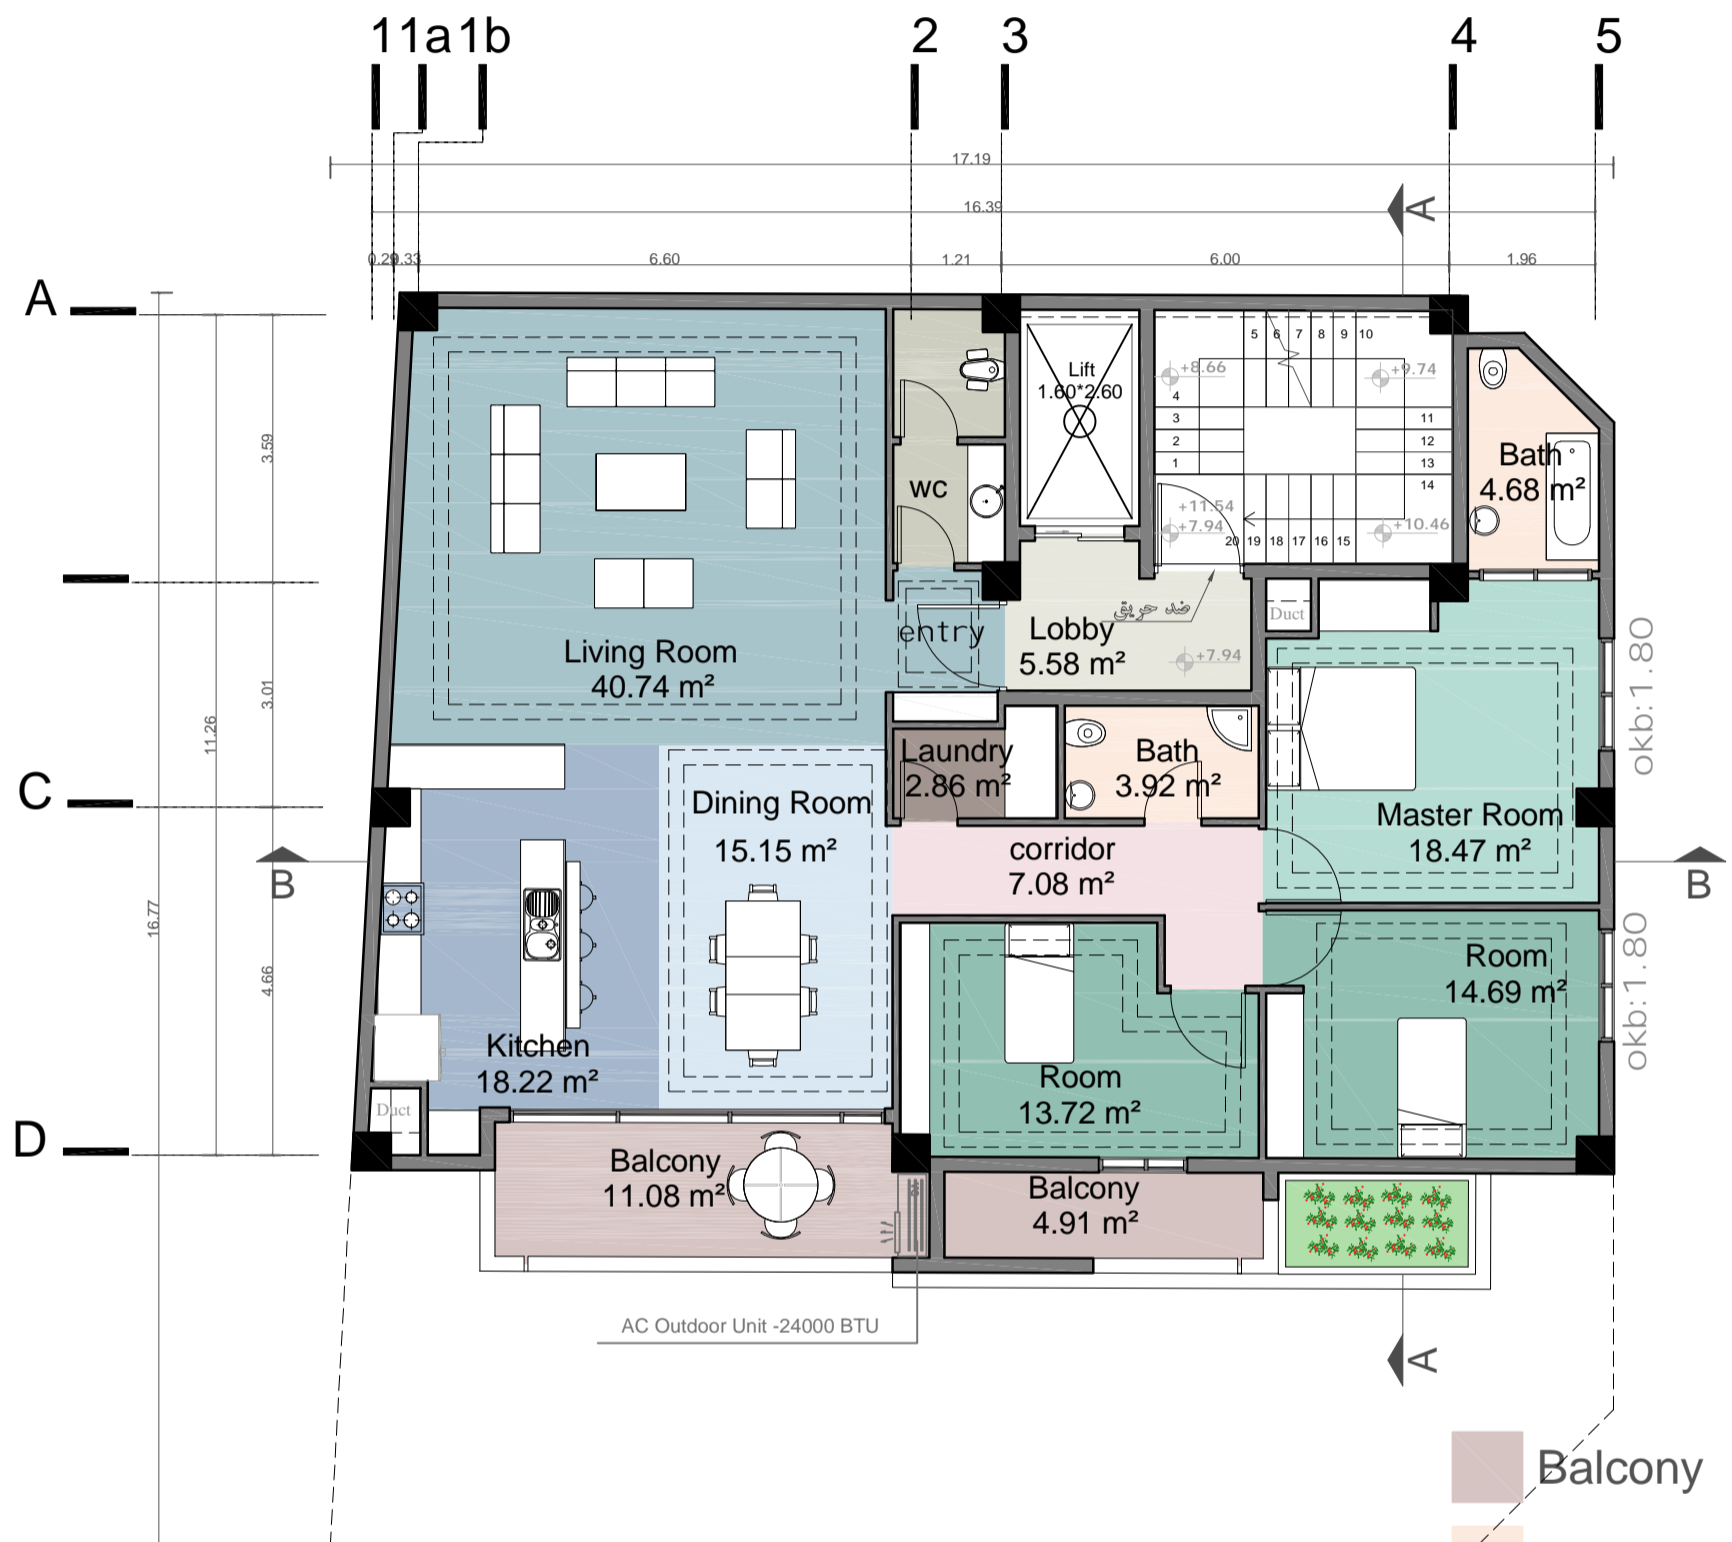 1 1a 1b 2 3 4 5
17.19
16.39
A
0.29 0.33 6.60 1.21 6.00 1.96
A
5 6 7 8 9 10
+8.66 +9.74
Lift
1.60*2.60
4
3 11
2 12
1 13
14
3.59
Bath
4.68 m²
wc
+11.54
+7.94
+10.46
20 19 18 17 16 15
ضد حریق
Duct
entry
Lobby
5.58 m²
+7.94
Living Room
40.74 m²
okb:1.80
3.01
11.26
C
Laundry
2.86 m²
Bath
3.92 m²
Dining Room
15.15 m²
Master Room
18.47 m²
corridor
7.08 m²
B B
16.77
4.66
Room
14.69 m²
okb:1.80
Kitchen
18.22 m²
Room
13.72 m²
Duct
D
Balcony
11.08 m²
Balcony
4.91 m²
AC Outdoor Unit -24000 BTU
A
Balcony